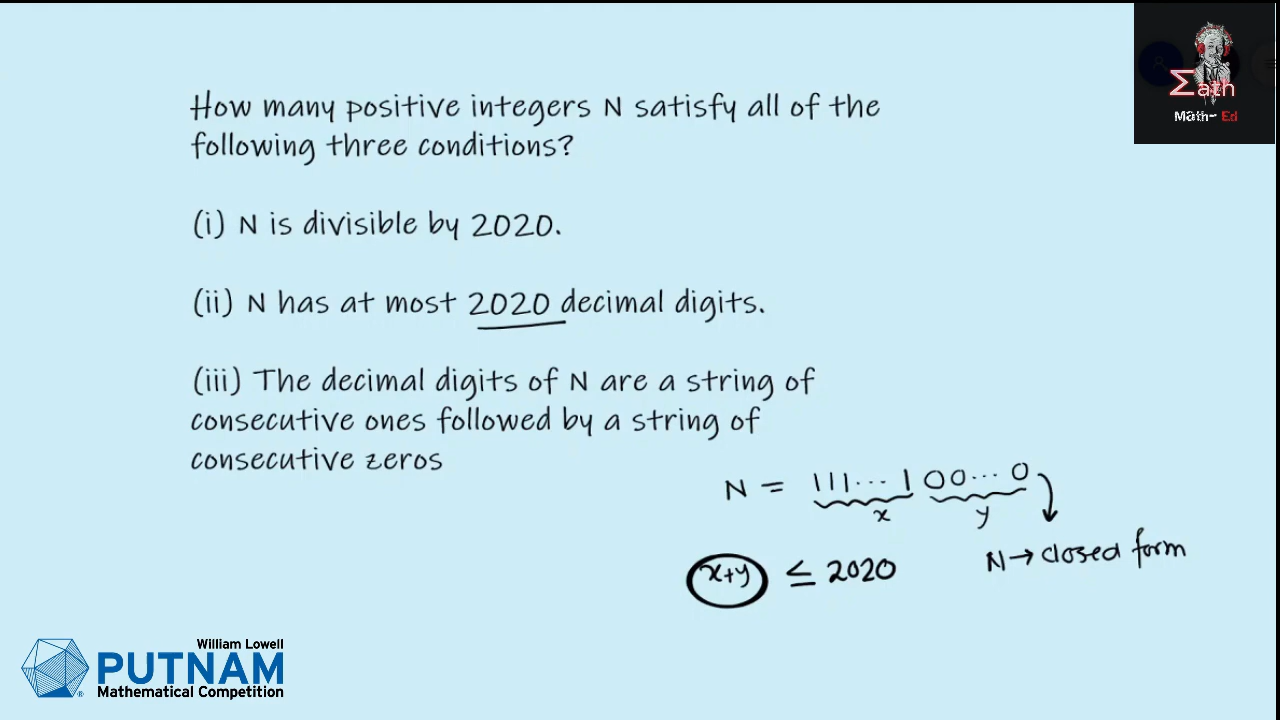 How many positive integers N satisfy all of the
following three conditions?
(i) N is divisible by 2020.
(ii) N has at most 2020 decimal digits.
(iii) The decimal digits of N are a string of
consecutive ones followed by a string of
consecutive zeros
N = 111...1 00...0
x y
x+y ≤ 2020
N → closed form
Σath
Math-Ed
William Lowell
PUTNAM
Mathematical Competition